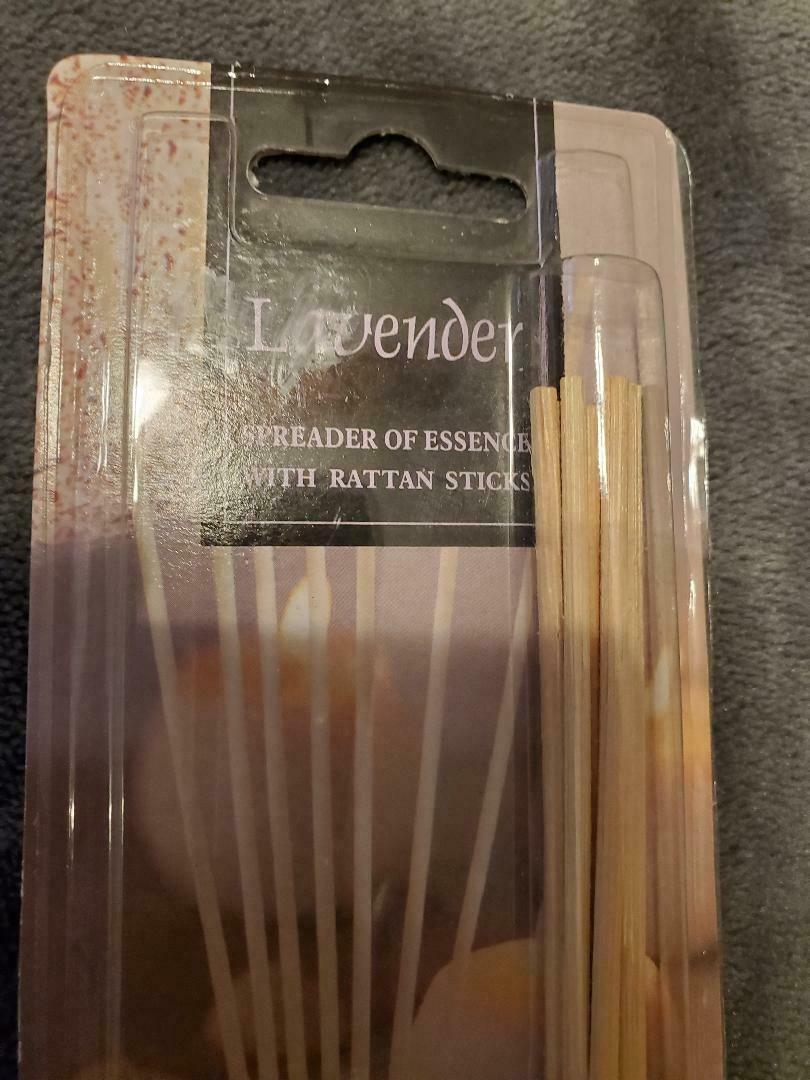 Lavender
SPREADER OF ESSENCE
WITH RATTAN STICKS